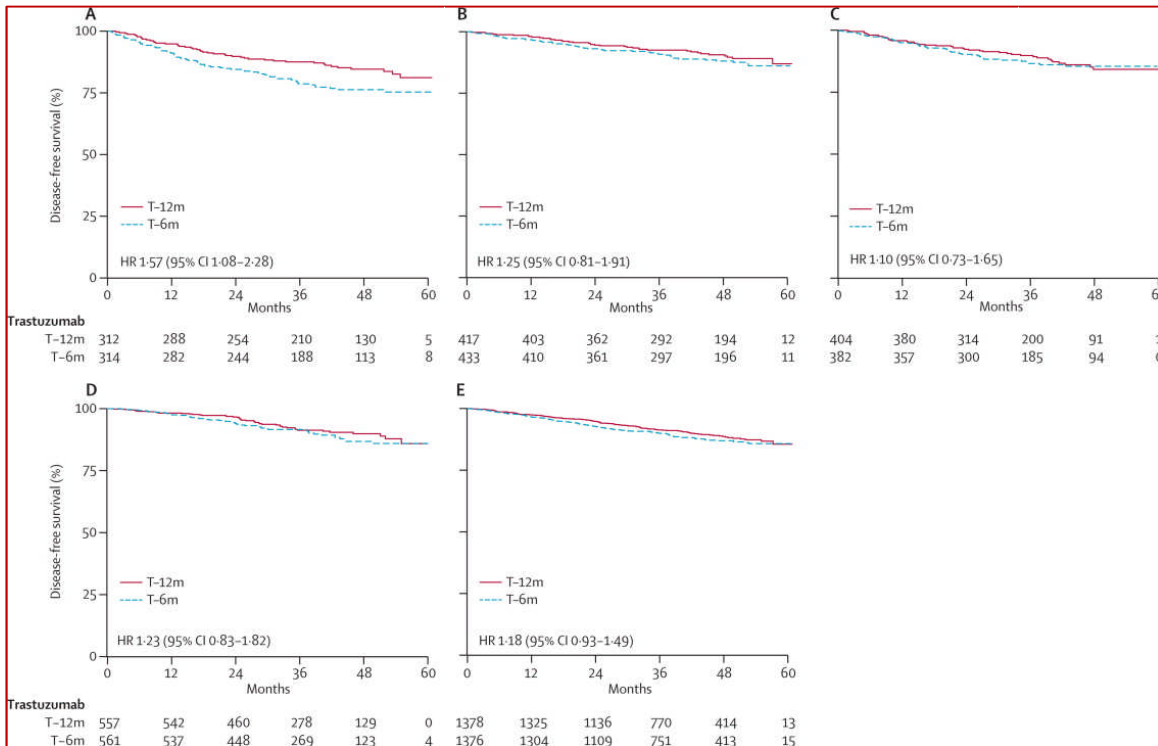 A
B
C
100
75
50
25
0
Disease-free survival (%)
T–12m
T–6m
HR 1·57 (95% CI 1·08–2·28)
0 12 24 36 48 60
Months
T–12m
T–6m
HR 1·25 (95% CI 0·81–1·91)
0 12 24 36 48 60
Months
T–12m
T–6m
HR 1·10 (95% CI 0·73–1·65)
0 12 24 36 48 60
Months
Trastuzumab
T–12m 312 288 254 210 130 5 417 403 362 292 194 12 404 380 314 200 91
T–6m 314 282 244 188 113 8 433 410 361 297 196 11 382 357 300 185 94
D
E
100
75
50
25
0
Disease-free survival (%)
T–12m
T–6m
HR 1·23 (95% CI 0·83–1·82)
0 12 24 36 48 60
Months
T–12m
T–6m
HR 1·18 (95% CI 0·93–1·49)
0 12 24 36 48 60
Months
Trastuzumab
T–12m 557 542 460 278 129 0 1378 1325 1136 770 414 13
T–6m 561 537 448 269 123 4 1376 1304 1109 751 413 15